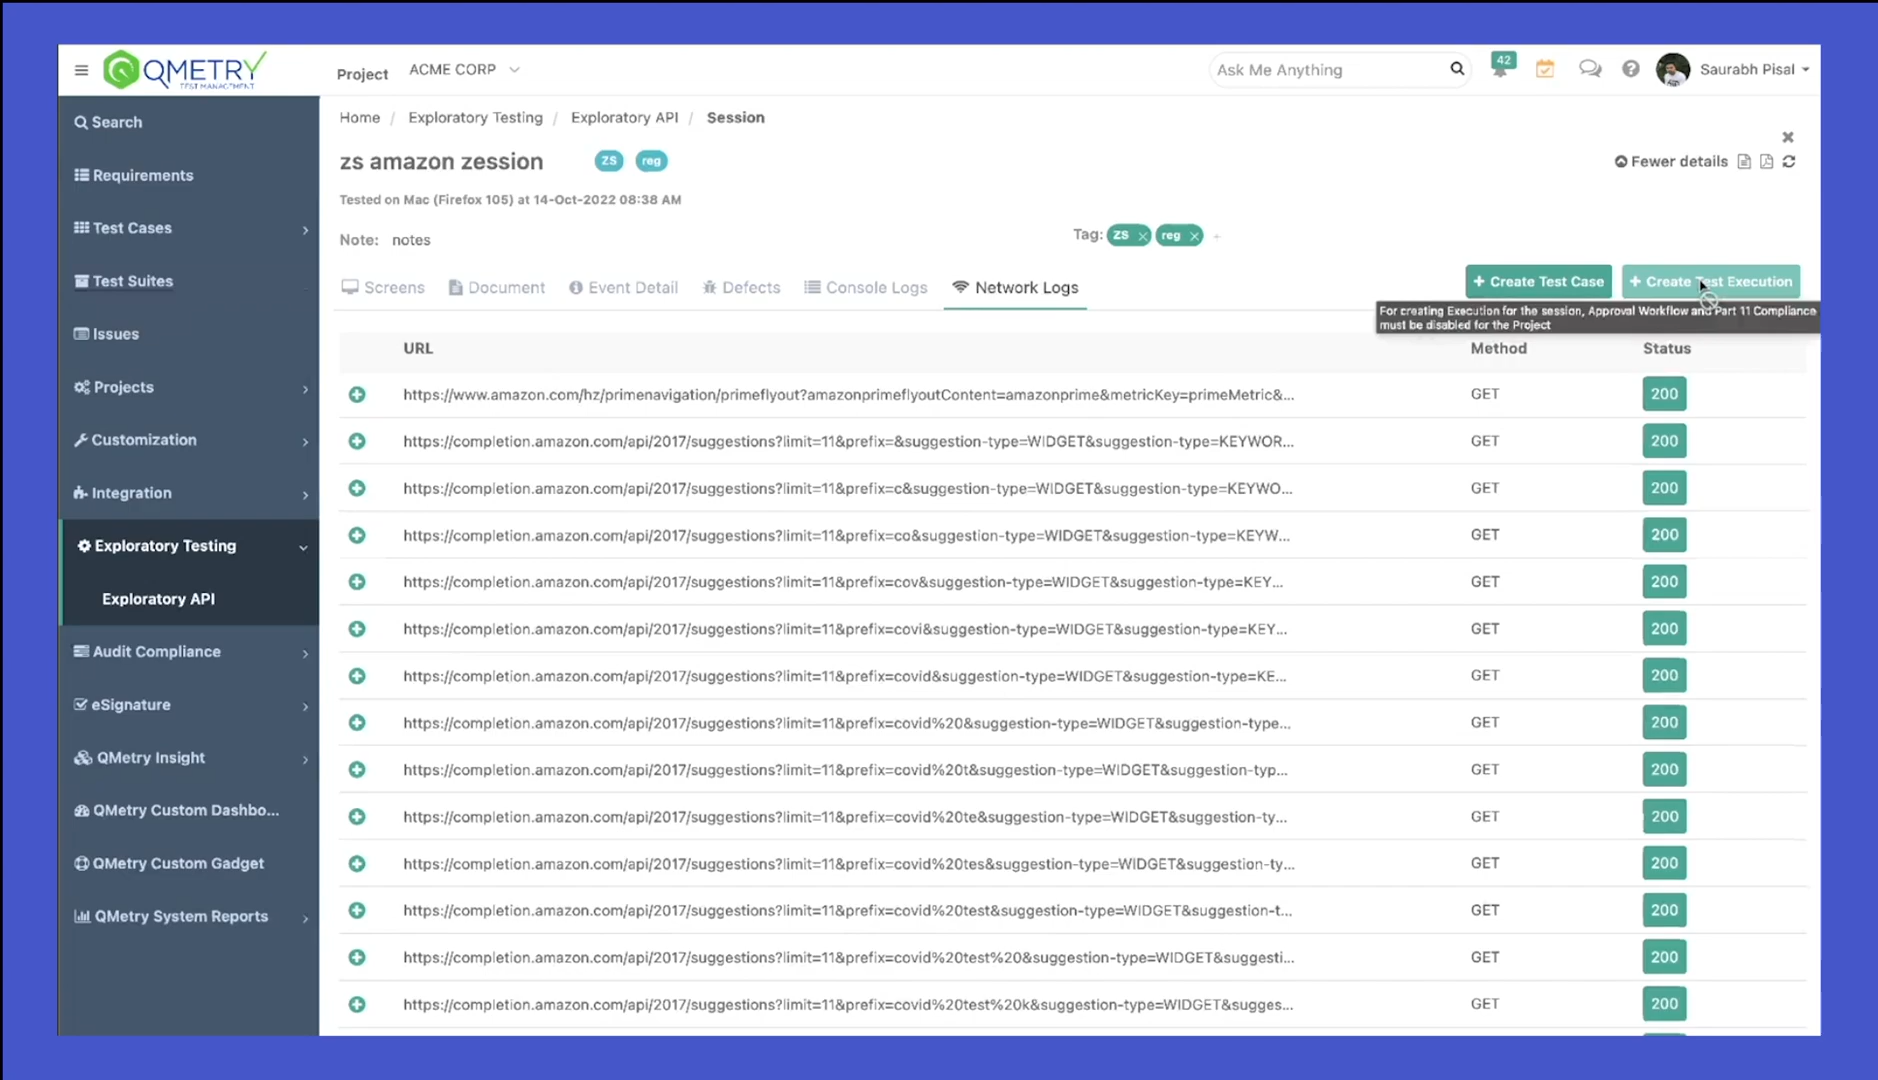 QMETRY
TEST MANAGEMENT
Project
ACME CORP
Ask Me Anything
42
Saurabh Pisal
Search
Requirements
Test Cases
Test Suites
Issues
Projects
Customization
Integration
Exploratory Testing
Exploratory API
Audit Compliance
eSignature
QMetry Insight
QMetry Custom Dashbo...
QMetry Custom Gadget
QMetry System Reports
Home / Exploratory Testing / Exploratory API / Session
zs amazon zession
ZS
reg
Fewer details
Tested on Mac (Firefox 105) at 14-Oct-2022 08:38 AM
Note: notes
Tag: ZS × reg × +
Screens
Document
Event Detail
Defects
Console Logs
Network Logs
+ Create Test Case
+ Create Test Execution
For creating Execution for the session, Approval Workflow and Part 11 Compliance
must be disabled for the Project
URL Method Status
https://www.amazon.com/hz/primenavigation/primeflyout?amazonprimeflyoutContent=amazonprime&metricKey=primeMetric&... GET 200
https://completion.amazon.com/api/2017/suggestions?limit=11&prefix=&suggestion-type=WIDGET&suggestion-type=KEYWOR... GET 200
https://completion.amazon.com/api/2017/suggestions?limit=11&prefix=c&suggestion-type=WIDGET&suggestion-type=KEYWO... GET 200
https://completion.amazon.com/api/2017/suggestions?limit=11&prefix=co&suggestion-type=WIDGET&suggestion-type=KEYW... GET 200
https://completion.amazon.com/api/2017/suggestions?limit=11&prefix=cov&suggestion-type=WIDGET&suggestion-type=KEY... GET 200
https://completion.amazon.com/api/2017/suggestions?limit=11&prefix=covi&suggestion-type=WIDGET&suggestion-type=KEY... GET 200
https://completion.amazon.com/api/2017/suggestions?limit=11&prefix=covid&suggestion-type=WIDGET&suggestion-type=KE... GET 200
https://completion.amazon.com/api/2017/suggestions?limit=11&prefix=covid%20&suggestion-type=WIDGET&suggestion-type... GET 200
https://completion.amazon.com/api/2017/suggestions?limit=11&prefix=covid%20t&suggestion-type=WIDGET&suggestion-typ... GET 200
https://completion.amazon.com/api/2017/suggestions?limit=11&prefix=covid%20te&suggestion-type=WIDGET&suggestion-ty... GET 200
https://completion.amazon.com/api/2017/suggestions?limit=11&prefix=covid%20tes&suggestion-type=WIDGET&suggestion-ty... GET 200
https://completion.amazon.com/api/2017/suggestions?limit=11&prefix=covid%20test&suggestion-type=WIDGET&suggestion-t... GET 200
https://completion.amazon.com/api/2017/suggestions?limit=11&prefix=covid%20test%20&suggestion-type=WIDGET&suggesti... GET 200
https://completion.amazon.com/api/2017/suggestions?limit=11&prefix=covid%20test%20k&suggestion-type=WIDGET&sugges... GET 200